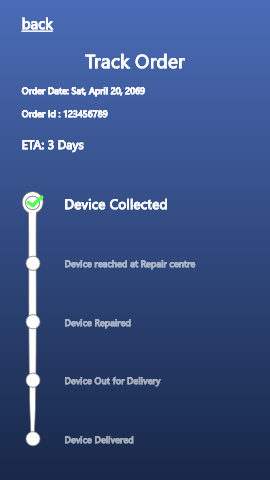 back
Track Order
Order Date: Sat, April 20, 2069
Order Id : 123456789
ETA: 3 Days
Device Collected
Device reached at Repair centre
Device Repaired
Device Out for Delivery
Device Delivered